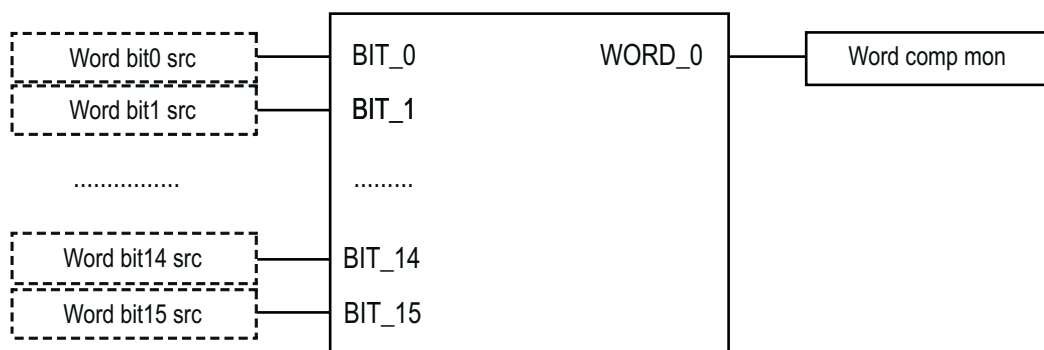 Word bit0 src BIT_0 WORD_0 Word comp mon
Word bit1 src BIT_1
................ .........
Word bit14 src BIT_14
Word bit15 src BIT_15